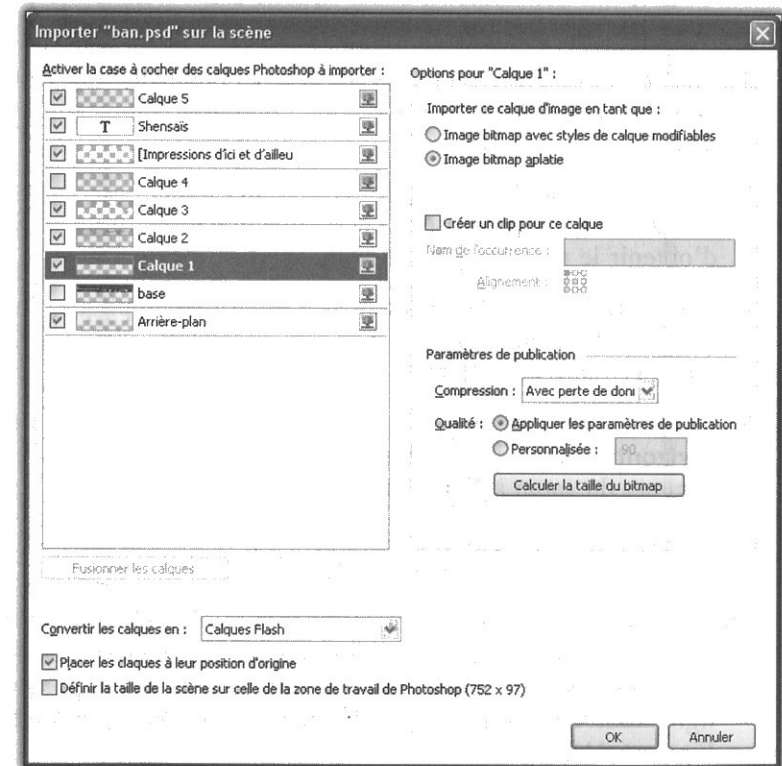 Importer "ban.psd" sur la scène
Activer la case à cocher des calques Photoshop à importer :
Calque 5
T Shensaïs
[Impressions d'ici et d'ailleu
Calque 4
Calque 3
Calque 2
Calque 1
base
Arrière-plan
Fusionner les calques
Options pour "Calque 1" :
Importer ce calque d'image en tant que :
Image bitmap avec styles de calque modifiables
Image bitmap aplatie
Créer un clip pour ce calque
Nom de l'occurrence :
Alignement :
Paramètres de publication
Compression : Avec perte de doni
Qualité : Appliquer les paramètres de publication
Personnalisée : 90
Calculer la taille du bitmap
Convertir les calques en : Calques Flash
Placer les claques à leur position d'origine
Définir la taille de la scène sur celle de la zone de travail de Photoshop (752 x 97)
OK Annuler